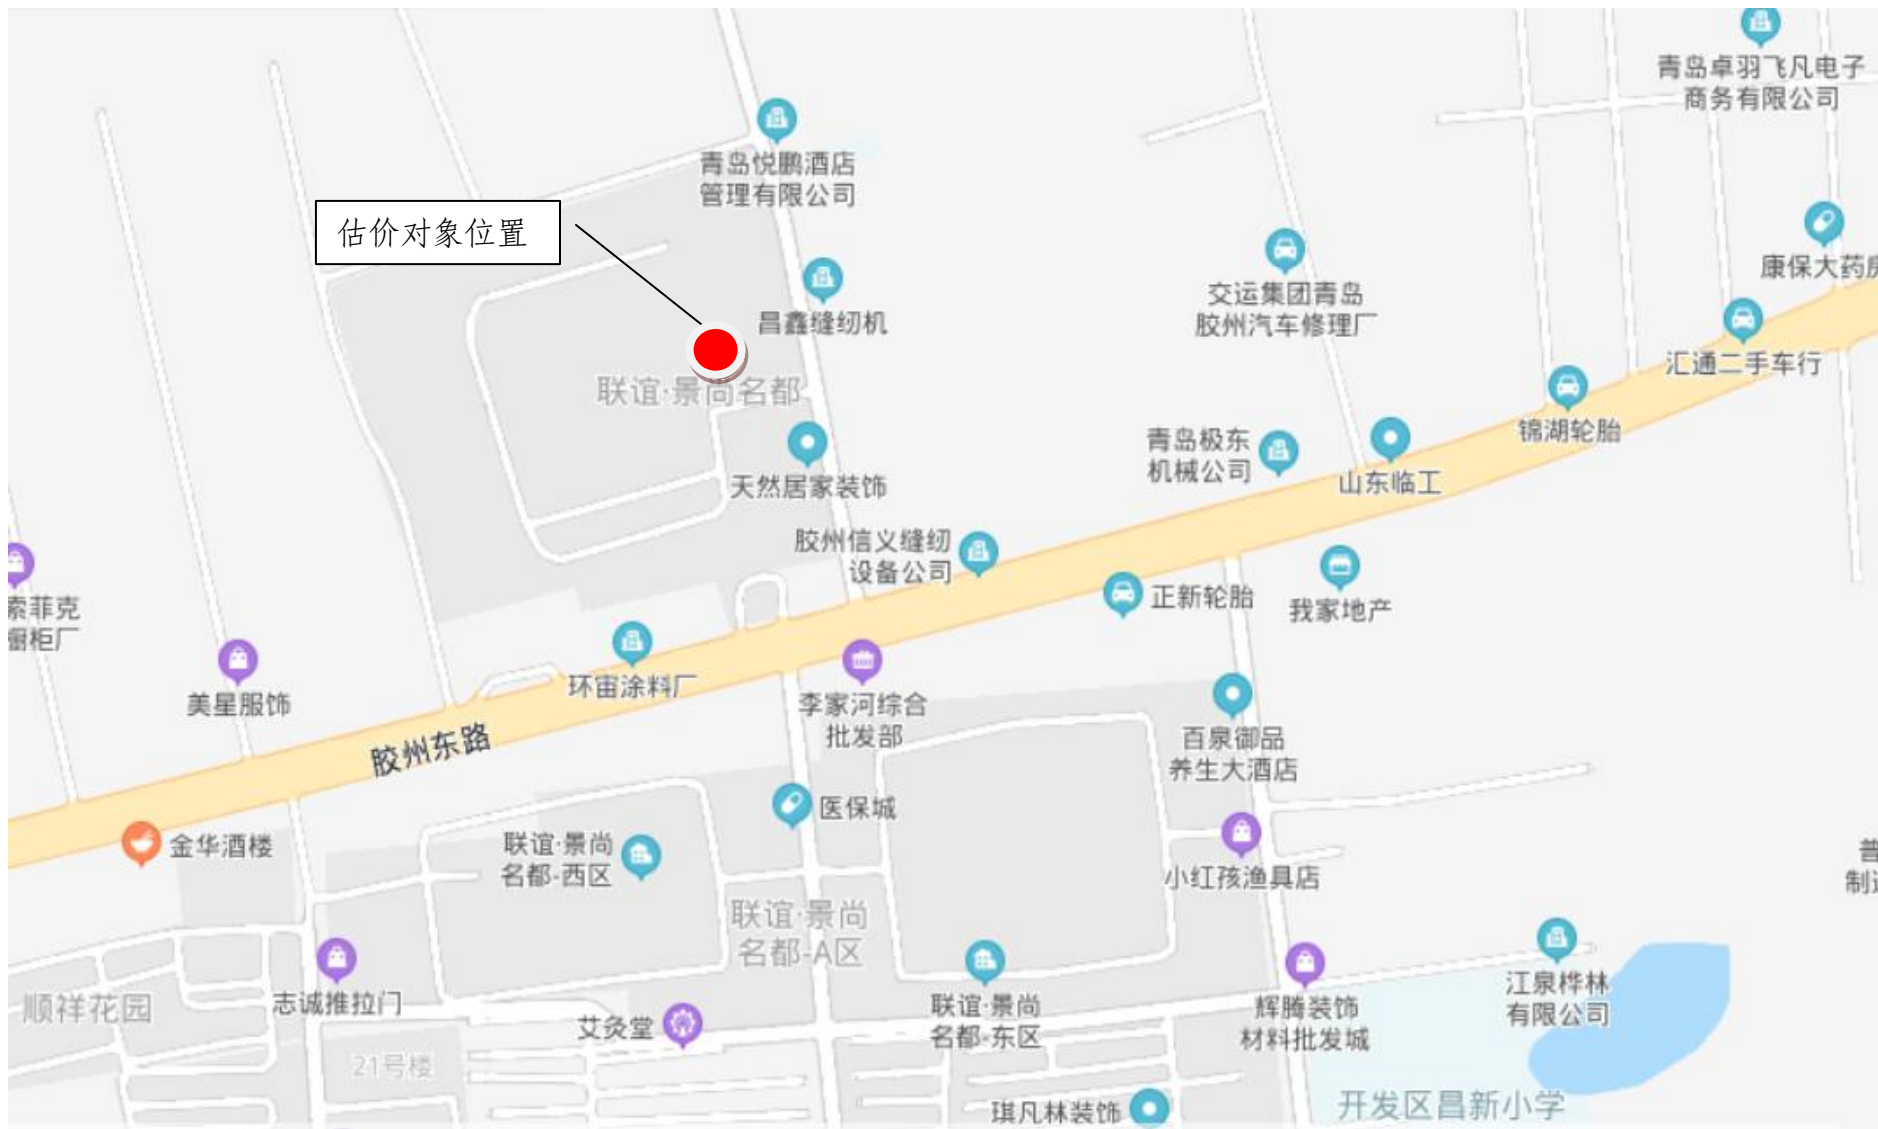 青岛卓羽飞凡电子
商务有限公司
青岛悦鹏酒店
管理有限公司
估价对象位置
康保大药房
交运集团青岛
胶州汽车修理厂
昌鑫缝纫机
汇通二手车行
联谊·景尚名都
锦湖轮胎
青岛极东
机械公司
山东临工
天然居家装饰
胶州信义缝纫
设备公司
正新轮胎
我家地产
索菲克
橱柜厂
美星服饰
环宙涂料厂
李家河综合
批发部
胶州东路
百泉御品
养生大酒店
医保城
金华酒楼
联谊·景尚
名都-西区
小红孩渔具店
普
制造
联谊·景尚
名都-A区
顺祥花园
志诚推拉门
艾灸堂
联谊·景尚
名都-东区
辉腾装饰
材料批发城
江泉桦林
有限公司
21号楼
琪凡林装饰
开发区昌新小学